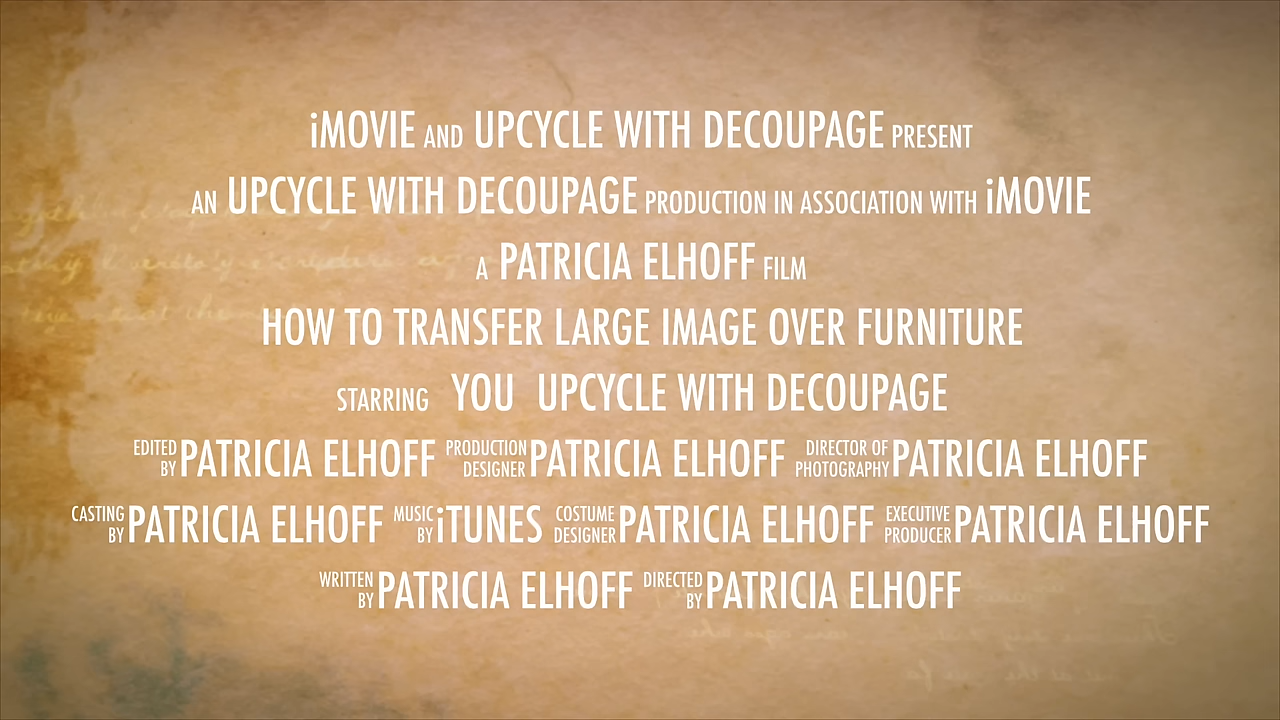 iMOVIE AND UPCYCLE WITH DECOUPAGE PRESENT
AN UPCYCLE WITH DECOUPAGE PRODUCTION IN ASSOCIATION WITH iMOVIE
A PATRICIA ELHOFF FILM
HOW TO TRANSFER LARGE IMAGE OVER FURNITURE
STARRING YOU UPCYCLE WITH DECOUPAGE
EDITED BY PATRICIA ELHOFF PRODUCTION DESIGNER PATRICIA ELHOFF DIRECTOR OF PHOTOGRAPHY PATRICIA ELHOFF
CASTING BY PATRICIA ELHOFF MUSIC BY iTUNES COSTUME DESIGNER PATRICIA ELHOFF EXECUTIVE PRODUCER PATRICIA ELHOFF
WRITTEN BY PATRICIA ELHOFF DIRECTED BY PATRICIA ELHOFF